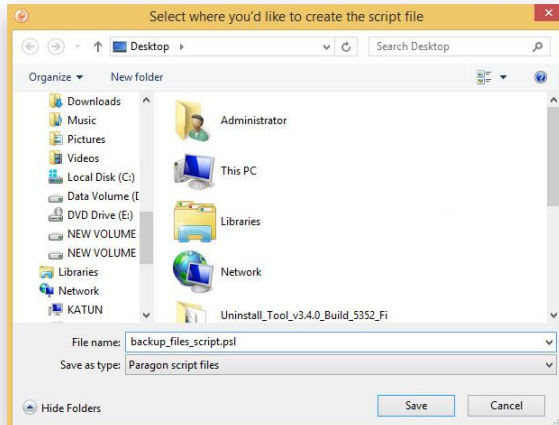 Select where you'd like to create the script file
Desktop
Search Desktop
Organize
New folder
Downloads
Music
Pictures
Videos
Local Disk (C:)
Data Volume (D
DVD Drive (E:)
NEW VOLUME
NEW VOLUME
Libraries
Network
KATUN
Administrator
This PC
Libraries
Network
Uninstall_Tool_v3.4.0_Build_5352_Fi
File name: backup_files_script.psl
Save as type: Paragon script files
Hide Folders
Save
Cancel